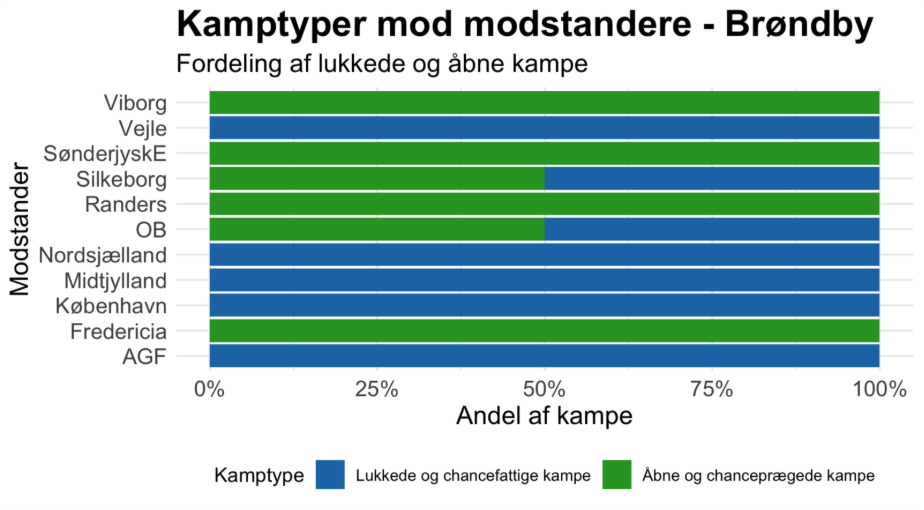 Kamptyper mod modstandere - Brøndby
Fordeling af lukkede og åbne kampe
Modstander
Viborg
Vejle
SønderjyskE
Silkeborg
Randers
OB
Nordsjælland
Midtjylland
København
Fredericia
AGF
0% 25% 50% 75% 100%
Andel af kampe
Kamptype Lukkede og chancefattige kampe Åbne og chanceprægede kampe